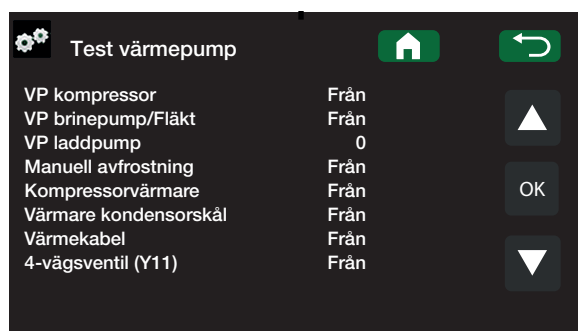 Test värmepump
VP kompressor Från
VP brinepump/Fläkt Från
VP laddpump 0
Manuell avfrostning Från
Kompressorvärmare Från
Värmare kondensorskål Från
Värmekabel Från
4-vägsventil (Y11) Från
OK